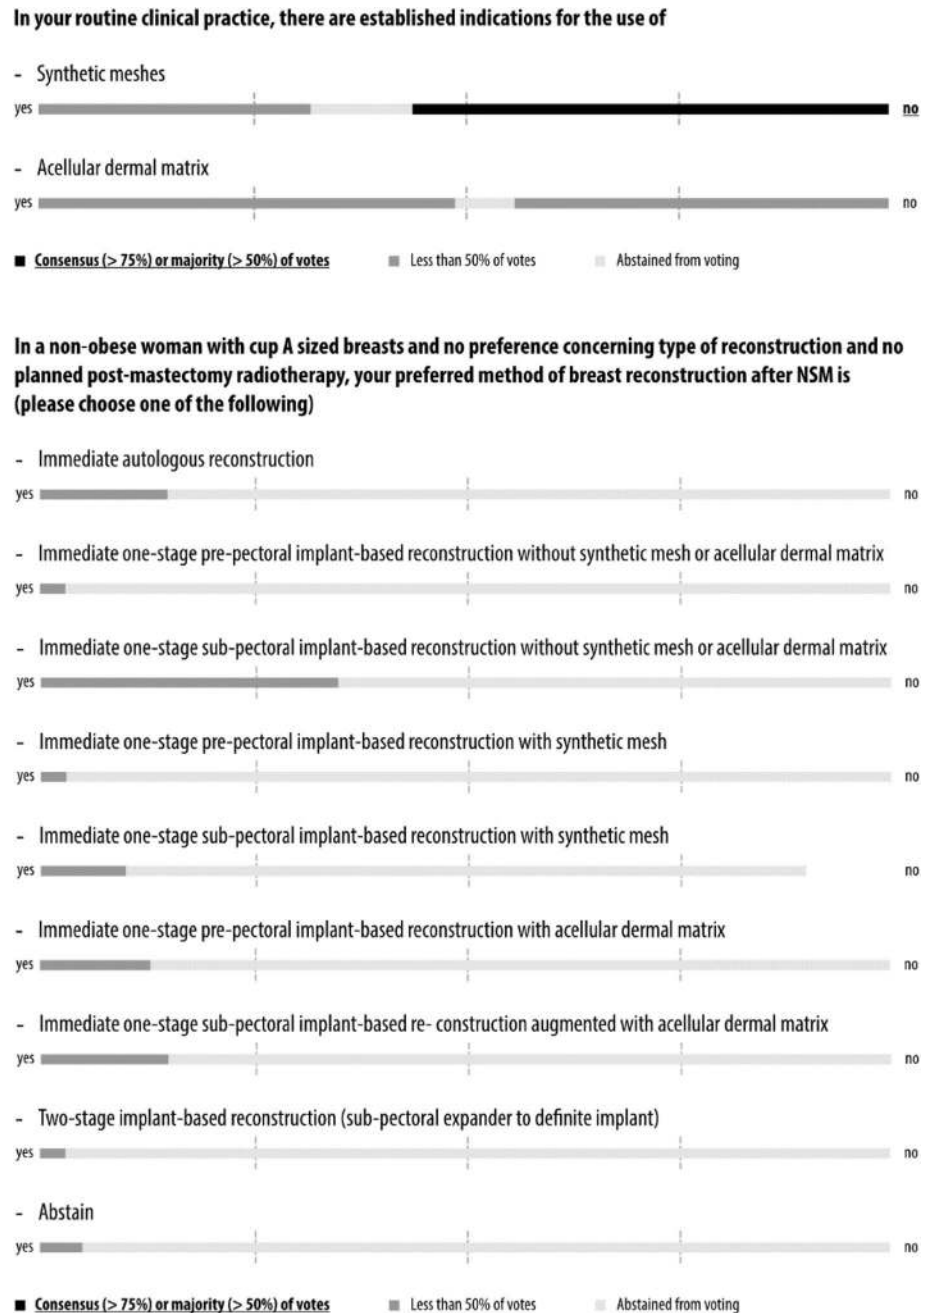 In your routine clinical practice, there are established indications for the use of
- Synthetic meshes
yes no
- Acellular dermal matrix
yes no
Consensus (> 75%) or majority (> 50%) of votes Less than 50% of votes Abstained from voting
In a non-obese woman with cup A sized breasts and no preference concerning type of reconstruction and no
planned post-mastectomy radiotherapy, your preferred method of breast reconstruction after NSM is
(please choose one of the following)
- Immediate autologous reconstruction
yes no
- Immediate one-stage pre-pectoral implant-based reconstruction without synthetic mesh or acellular dermal matrix
yes no
- Immediate one-stage sub-pectoral implant-based reconstruction without synthetic mesh or acellular dermal matrix
yes no
- Immediate one-stage pre-pectoral implant-based reconstruction with synthetic mesh
yes no
- Immediate one-stage sub-pectoral implant-based reconstruction with synthetic mesh
yes no
- Immediate one-stage pre-pectoral implant-based reconstruction with acellular dermal matrix
yes no
- Immediate one-stage sub-pectoral implant-based re- construction augmented with acellular dermal matrix
yes no
- Two-stage implant-based reconstruction (sub-pectoral expander to definite implant)
yes no
- Abstain
yes no
Consensus (> 75%) or majority (> 50%) of votes Less than 50% of votes Abstained from voting